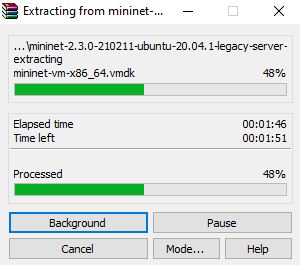 Extracting from mininet-...
...\mininet-2.3.0-210211-ubuntu-20.04.1-legacy-server-
extracting
mininet-vm-x86_64.vmdk 48%
Elapsed time 00:01:46
Time left 00:01:51
Processed 48%
Background Pause
Cancel Mode... Help